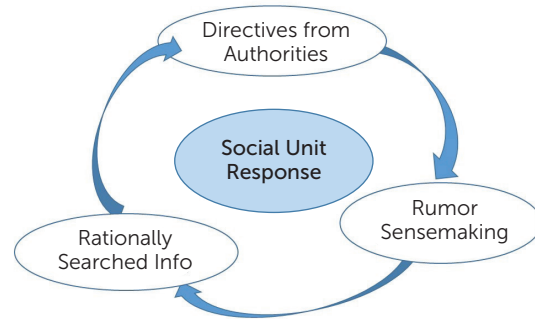 Directives from
Authorities
Social Unit
Response
Rumor
Sensemaking
Rationally
Searched Info